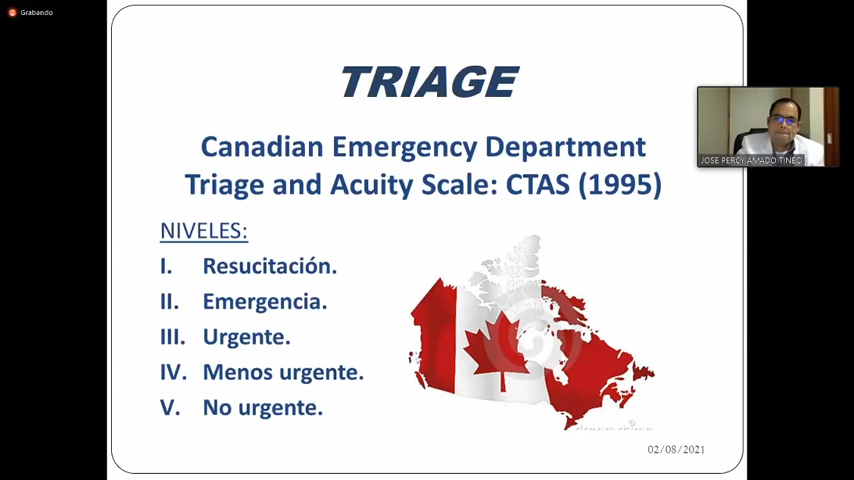 Grabando
TRIAGE
Canadian Emergency Department
Triage and Acuity Scale: CTAS (1995)
JOSE PERCY AMADO TINEO
NIVELES:
I. Resucitación.
II. Emergencia.
III. Urgente.
IV. Menos urgente.
V. No urgente.
02/08/2021